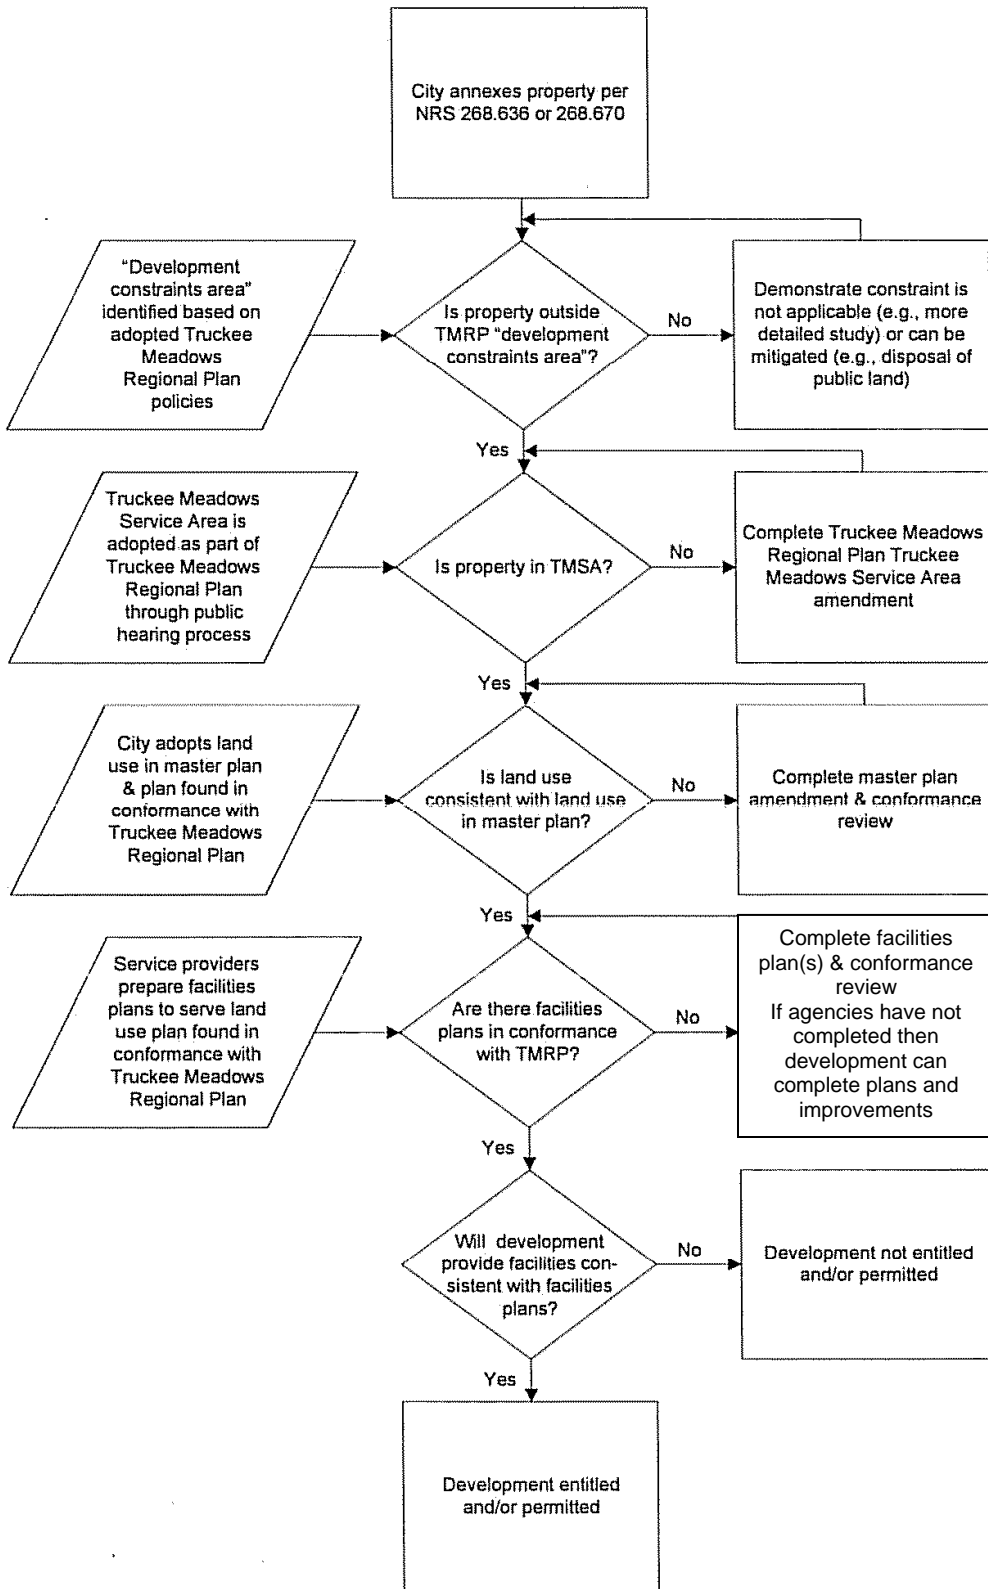 City annexes property per
NRS 268.636 or 268.670
"Development
constraints area"
identified based on
adopted Truckee
Meadows
Regional Plan
policies
Is property outside
TMRP "development
constraints area"?
No
Demonstrate constraint is
not applicable (e.g., more
detailed study) or can be
mitigated (e.g., disposal of
public land)
Yes
Truckee Meadows
Service Area is
adopted as part of
Truckee Meadows
Regional Plan
through public
hearing process
Is property in TMSA?
No
Complete Truckee Meadows
Regional Plan Truckee
Meadows Service Area
amendment
Yes
City adopts land
use in master plan
& plan found in
conformance with
Truckee Meadows
Regional Plan
Is land use
consistent with land use
in master plan?
No
Complete master plan
amendment & conformance
review
Yes
Service providers
prepare facilities
plans to serve land
use plan found in
conformance with
Truckee Meadows
Regional Plan
Are there facilities
plans in conformance
with TMRP?
No
Complete facilities
plan(s) & conformance
review
If agencies have not
completed then
development can
complete plans and
improvements
Yes
Will development
provide facilities con-
sistent with facilities
plans?
No
Development not entitled
and/or permitted
Yes
Development entitled
and/or permitted